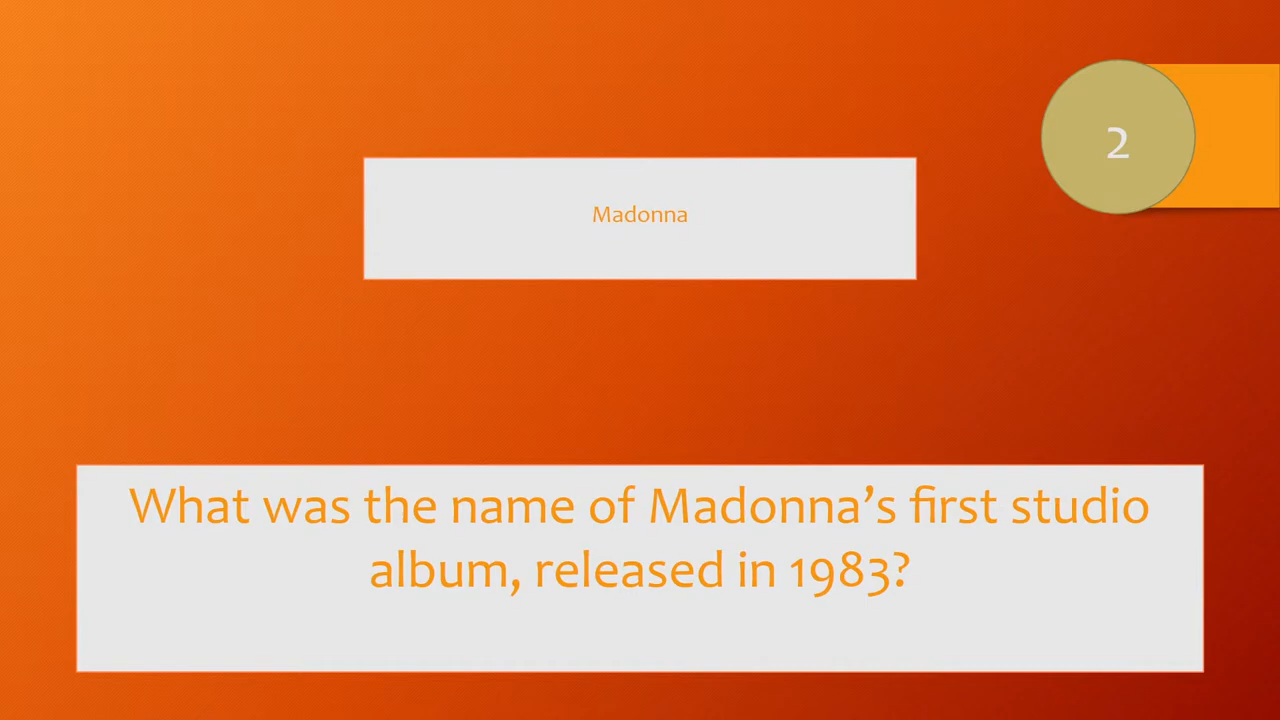 2
Madonna
What was the name of Madonna’s first studio
album, released in 1983?